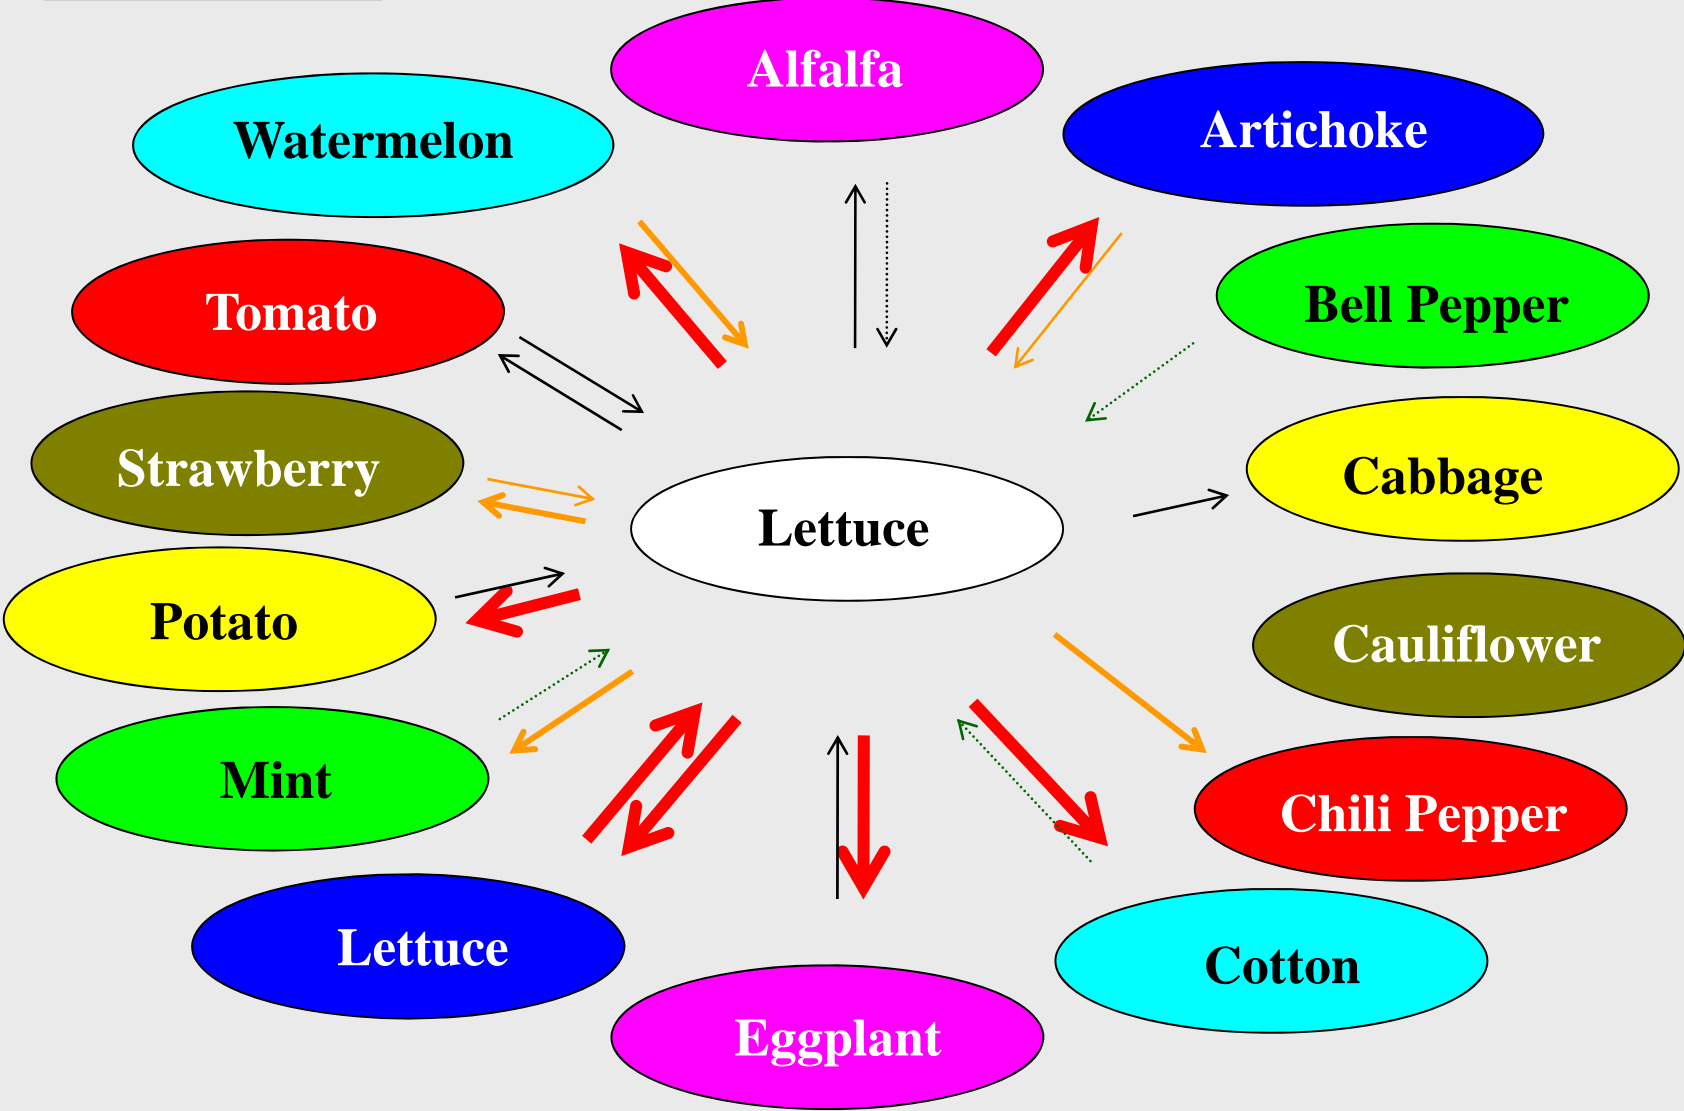 Alfalfa
Artichoke
Watermelon
Bell Pepper
Tomato
Strawberry
Cabbage
Lettuce
Potato
Cauliflower
Mint
Chili Pepper
Lettuce
Cotton
Eggplant